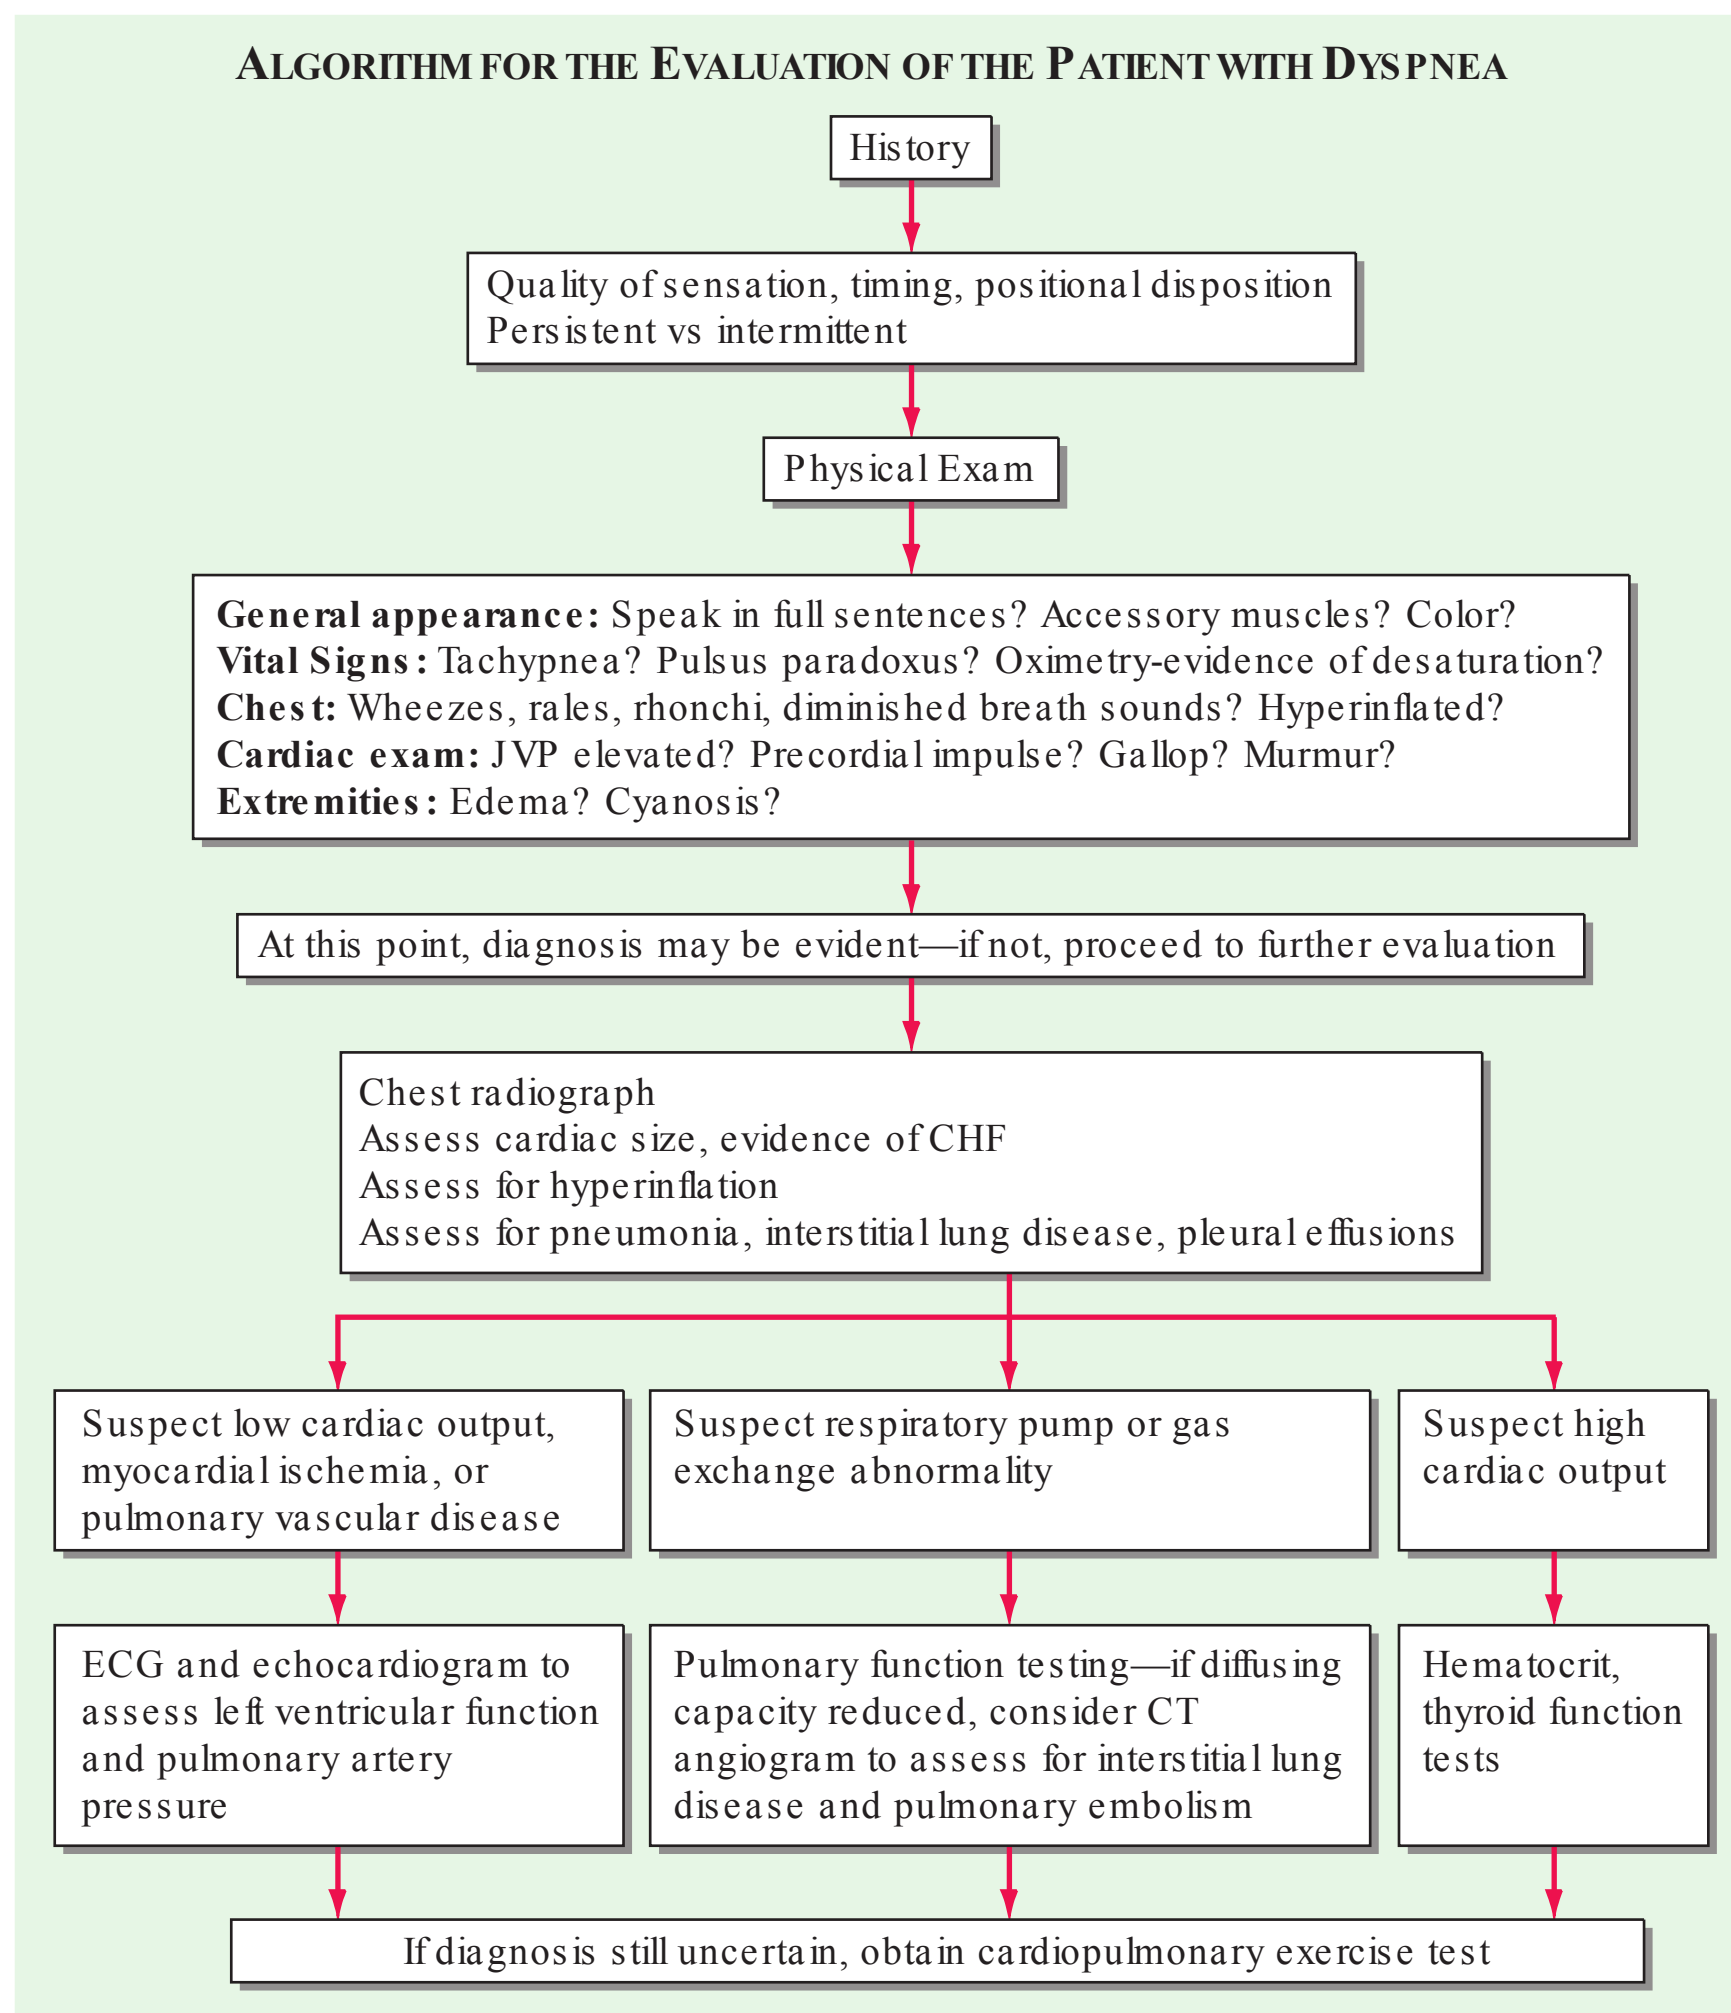 ALGORITHM FOR THE EVALUATION OF THE PATIENT WITH DYSPNEA
History
Quality of sensation, timing, positional disposition
Persistent vs intermittent
Physical Exam
General appearance: Speak in full sentences? Accessory muscles? Color?
Vital Signs: Tachypnea? Pulsus paradoxus? Oximetry-evidence of desaturation?
Chest: Wheezes, rales, rhonchi, diminished breath sounds? Hyperinflated?
Cardiac exam: JVP elevated? Precordial impulse? Gallop? Murmur?
Extremities: Edema? Cyanosis?
At this point, diagnosis may be evident—if not, proceed to further evaluation
Chest radiograph
Assess cardiac size, evidence of CHF
Assess for hyperinflation
Assess for pneumonia, interstitial lung disease, pleural effusions
Suspect low cardiac output,
myocardial ischemia, or
pulmonary vascular disease
Suspect respiratory pump or gas
exchange abnormality
Suspect high
cardiac output
ECG and echocardiogram to
assess left ventricular function
and pulmonary artery
pressure
Pulmonary function testing—if diffusing
capacity reduced, consider CT
angiogram to assess for interstitial lung
disease and pulmonary embolism
Hematocrit,
thyroid function
tests
If diagnosis still uncertain, obtain cardiopulmonary exercise test